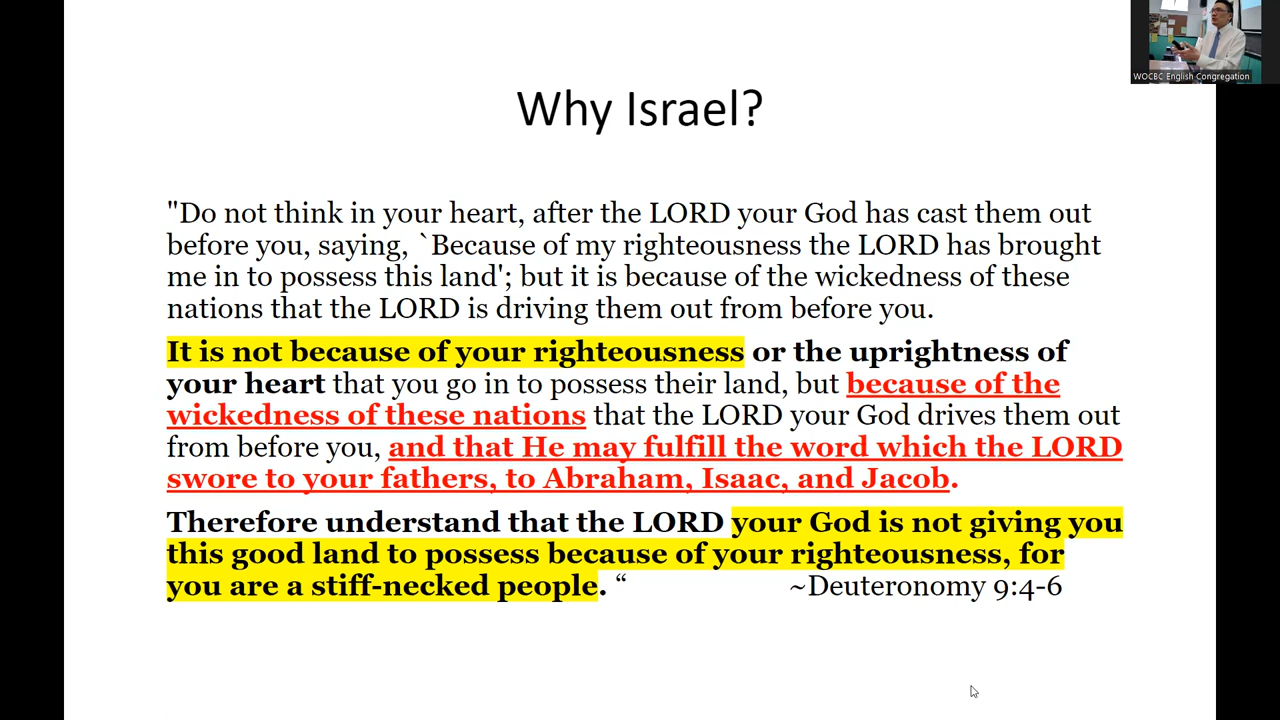 WOCBC English Congregation
Why Israel?
"Do not think in your heart, after the LORD your God has cast them out
before you, saying, `Because of my righteousness the LORD has brought
me in to possess this land'; but it is because of the wickedness of these
nations that the LORD is driving them out from before you.
It is not because of your righteousness or the uprightness of
your heart that you go in to possess their land, but because of the
wickedness of these nations that the LORD your God drives them out
from before you, and that He may fulfill the word which the LORD
swore to your fathers, to Abraham, Isaac, and Jacob.
Therefore understand that the LORD your God is not giving you
this good land to possess because of your righteousness, for
you are a stiff-necked people. “ ~Deuteronomy 9:4-6